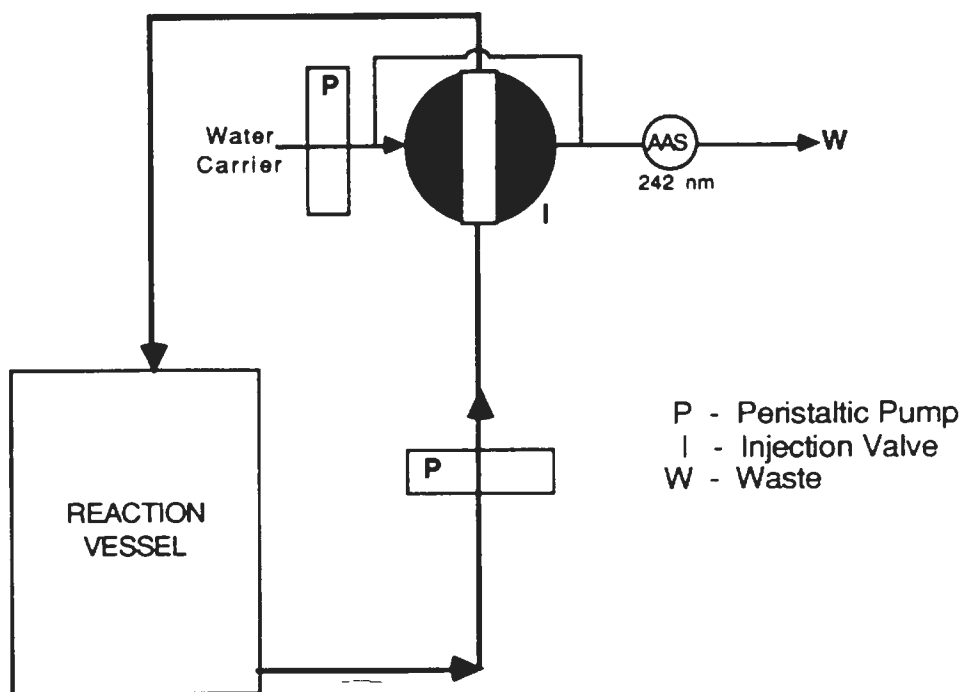 P
Water
Carrier
AAS
W
242 nm
I
P - Peristaltic Pump
I - Injection Valve
W - Waste
P
REACTION
VESSEL